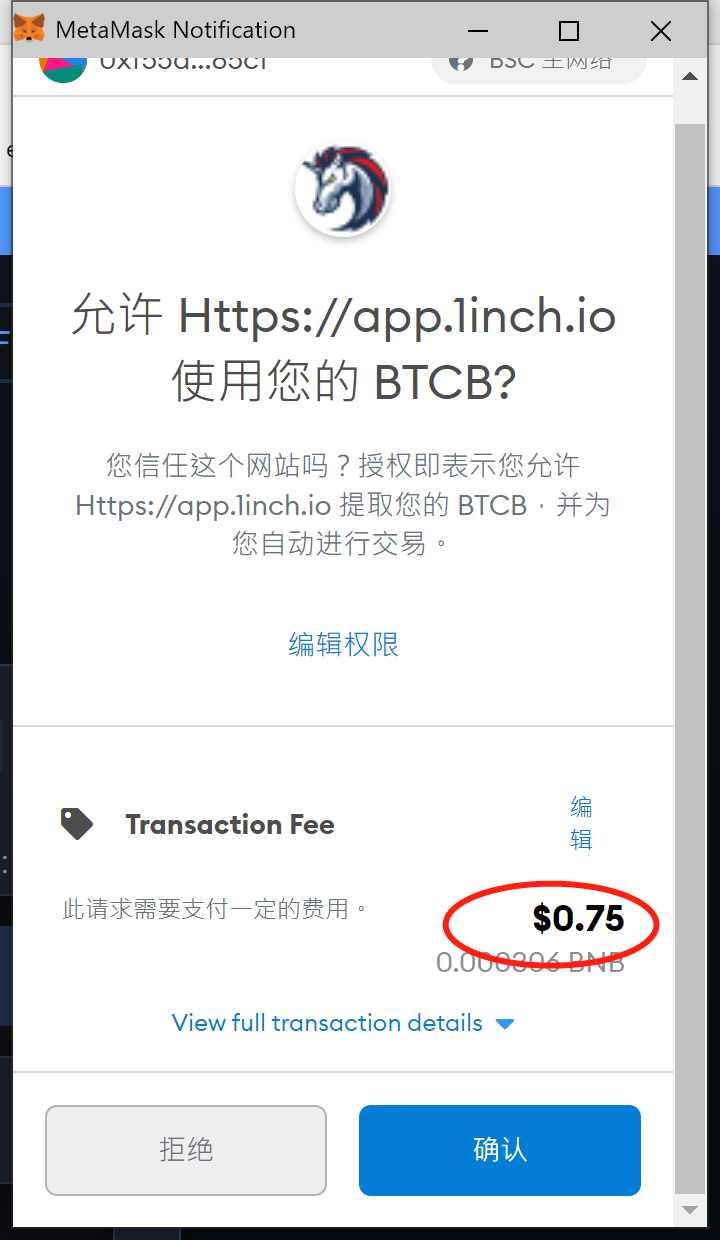 MetaMask Notification
BSC 主网络
允许 Https://app.1inch.io
使用您的 BTCB?
您信任这个网站吗？授权即表示您允许
Https://app.1inch.io 提取您的 BTCB，并为
您自动进行交易。
编辑权限
Transaction Fee
编
辑
此请求需要支付一定的费用。
$0.75
0.000306 BNB
View full transaction details
拒绝
确认